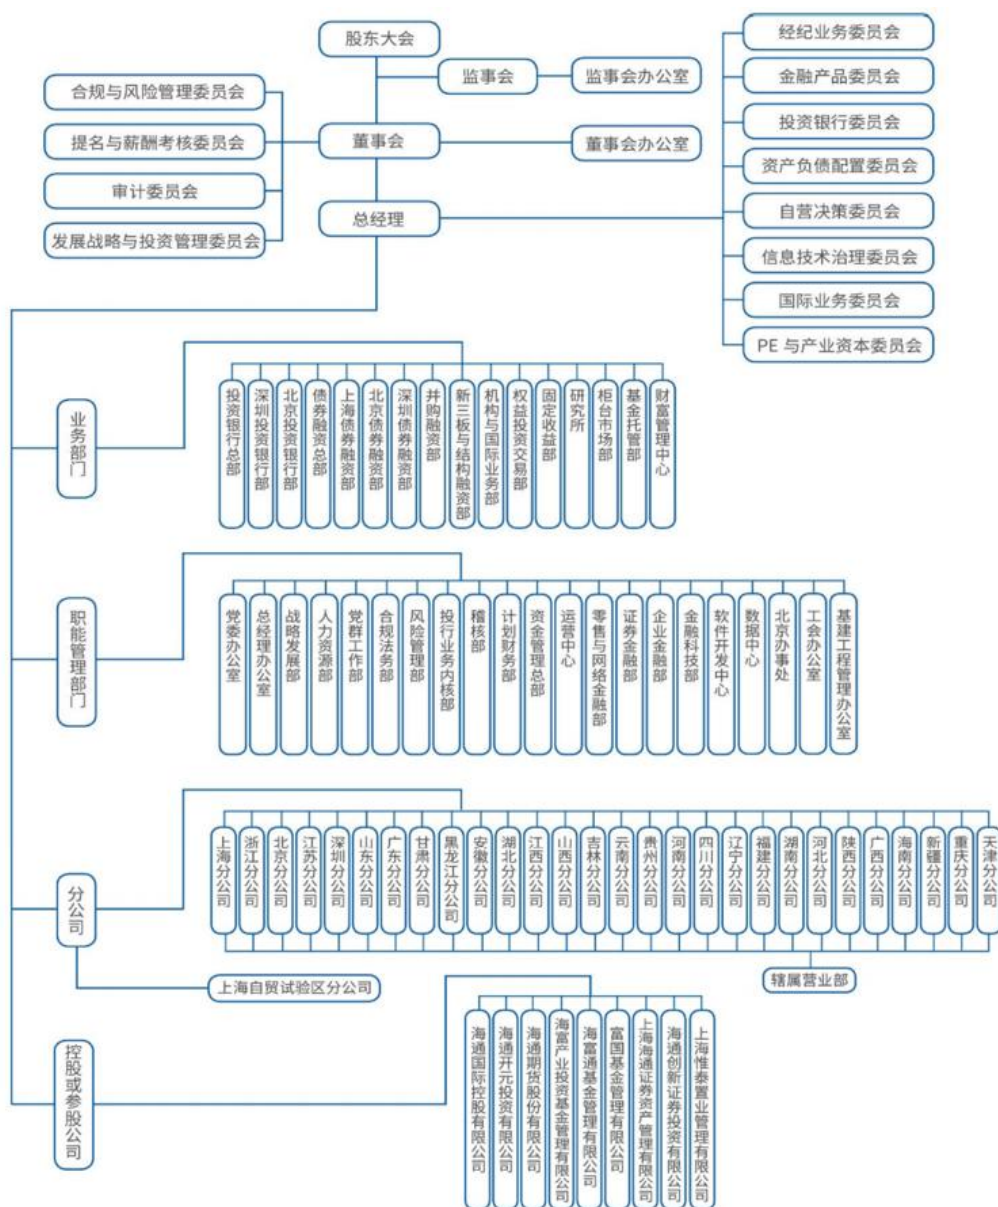 股东大会
监事会
监事会办公室
合规与风险管理委员会
提名与薪酬考核委员会
审计委员会
发展战略与投资管理委员会
董事会
董事会办公室
总经理
经纪业务委员会
金融产品委员会
投资银行委员会
资产负债配置委员会
自营决策委员会
信息技术治理委员会
国际业务委员会
PE 与产业资本委员会
业务部门
投资银行总部
深圳投资银行部
北京投资银行部
债券融资总部
上海债券融资部
北京债券融资部
深圳债券融资部
并购融资部
新三板与结构融资部
机构与国际业务部
权益投资交易部
固定收益部
研究所
柜台市场部
基金托管部
财富管理中心
职能管理部门
党委办公室
总经理办公室
战略发展部
人力资源部
党群工作部
合规法务部
风险管理部
投行业务内核部
稽核部
计划财务部
资金管理总部
运营中心
零售与网络金融部
证券金融部
企业金融部
金融科技部
软件开发中心
数据中心
北京办事处
工会办公室
基建工程管理办公室
分公司
上海分公司
浙江分公司
北京分公司
江苏分公司
深圳分公司
山东分公司
广东分公司
甘肃分公司
黑龙江分公司
安徽分公司
湖北分公司
江西分公司
山西分公司
吉林分公司
云南分公司
贵州分公司
河南分公司
四川分公司
辽宁分公司
福建分公司
湖南分公司
河北分公司
陕西分公司
广西分公司
海南分公司
新疆分公司
重庆分公司
天津分公司
上海自贸试验区分公司
辖属营业部
控股或参股公司
海通国际控股有限公司
海通开元投资有限公司
海通期货股份有限公司
海富产业投资基金管理有限公司
海富通基金管理有限公司
富国基金管理有限公司
上海海通证券资产管理有限公司
海通创新证券投资有限公司
上海惟泰置业管理有限公司